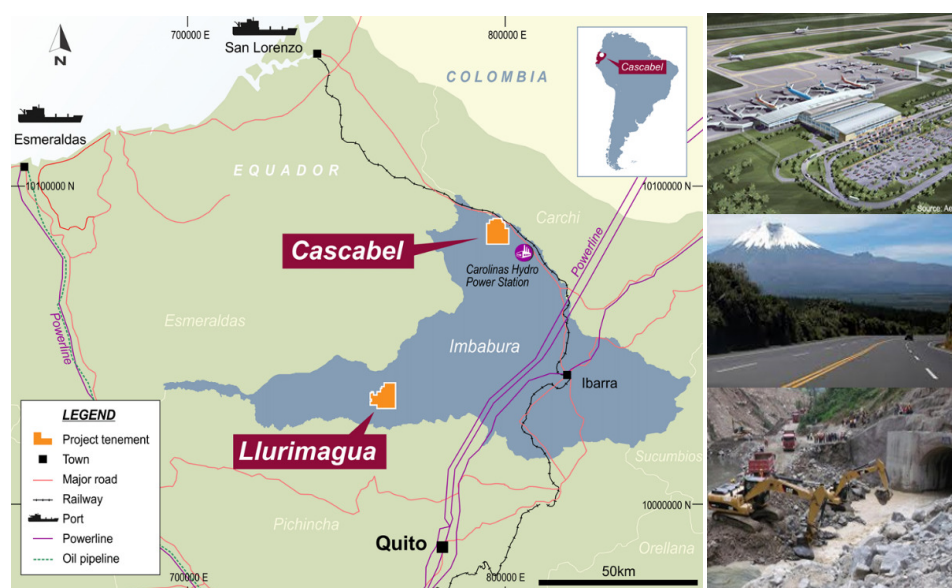 700000 E
800000 E
San Lorenzo
N
COLOMBIA
Cascabel
Esmeraldas
EQUADOR
10100000 N
10100000 N
Carchi
Cascabel
Carolinas Hydro
Power Station
Powerline
Powerline
Esmeraldas
Imbabura
Ibarra
Llurimagua
Sucumbios
LEGEND
Project tenement
Town
Major road
Railway
Port
Powerline
Oil pipeline
Pichincha
10000000 N
Quito
Orellana
700000 E
800000 E
50km
Source: Ae